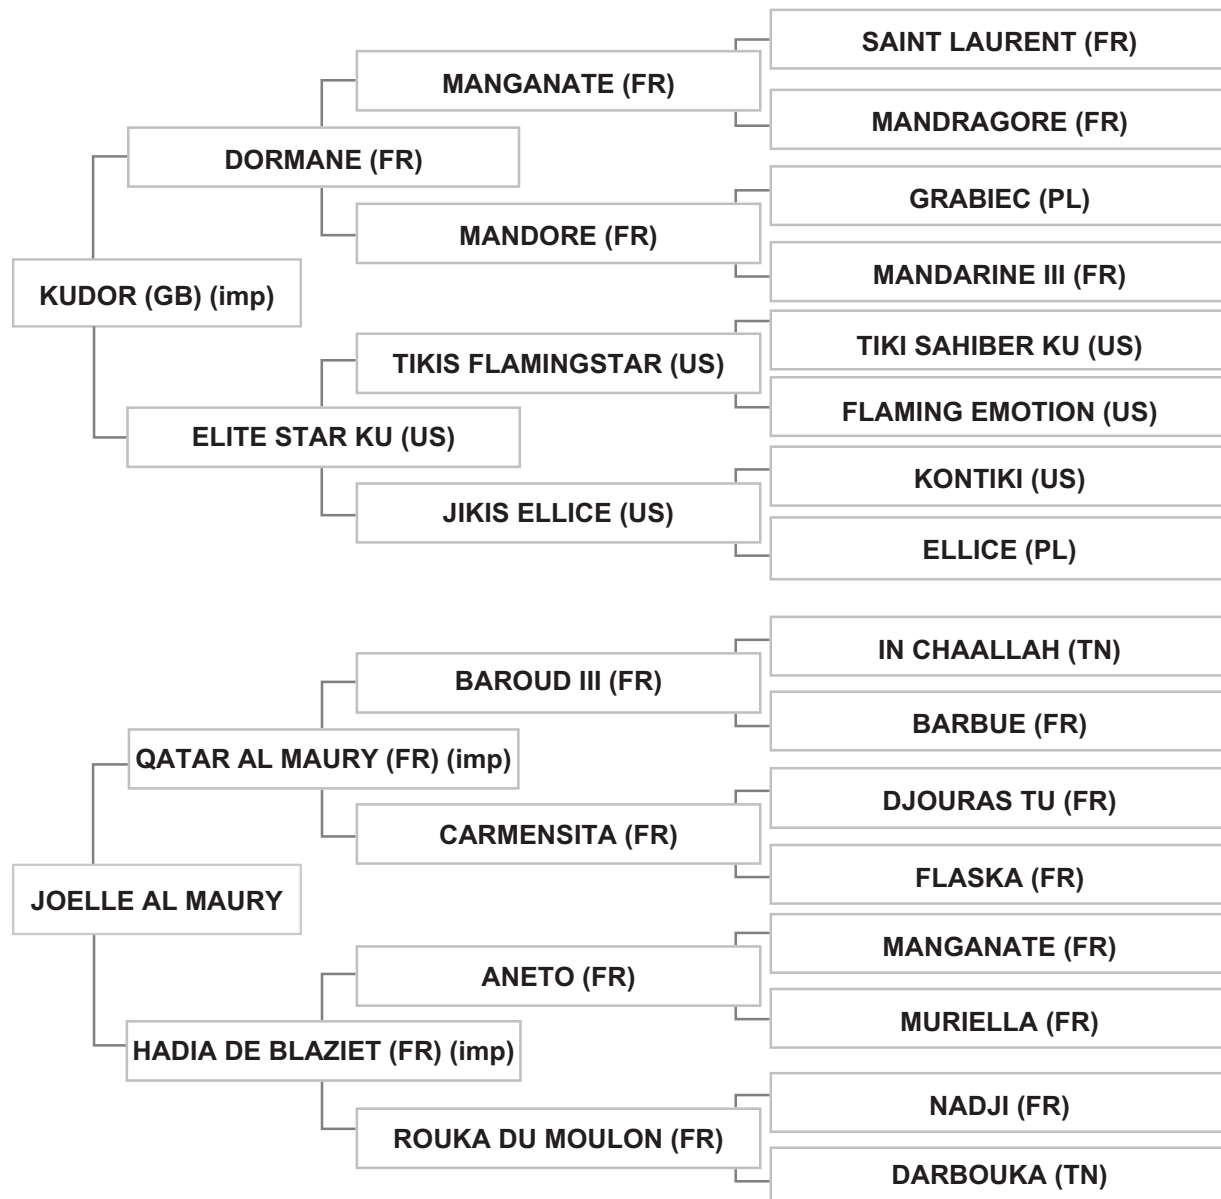 SAINT LAURENT (FR)
MANGANATE (FR)
MANDRAGORE (FR)
DORMANE (FR)
GRABIEC (PL)
MANDORE (FR)
MANDARINE III (FR)
KUDOR (GB) (imp)
TIKI SAHIBER KU (US)
TIKIS FLAMINGSTAR (US)
FLAMING EMOTION (US)
ELITE STAR KU (US)
KONTIKI (US)
JIKIS ELLICE (US)
ELLICE (PL)
IN CHAALLAH (TN)
BAROUD III (FR)
BARBUE (FR)
QATAR AL MAURY (FR) (imp)
DJOURAS TU (FR)
CARMENSITA (FR)
FLASKA (FR)
JOELLE AL MAURY
MANGANATE (FR)
ANETO (FR)
MURIELLA (FR)
HADIA DE BLAZIET (FR) (imp)
NADJI (FR)
ROUKA DU MOULON (FR)
DARBOUKA (TN)